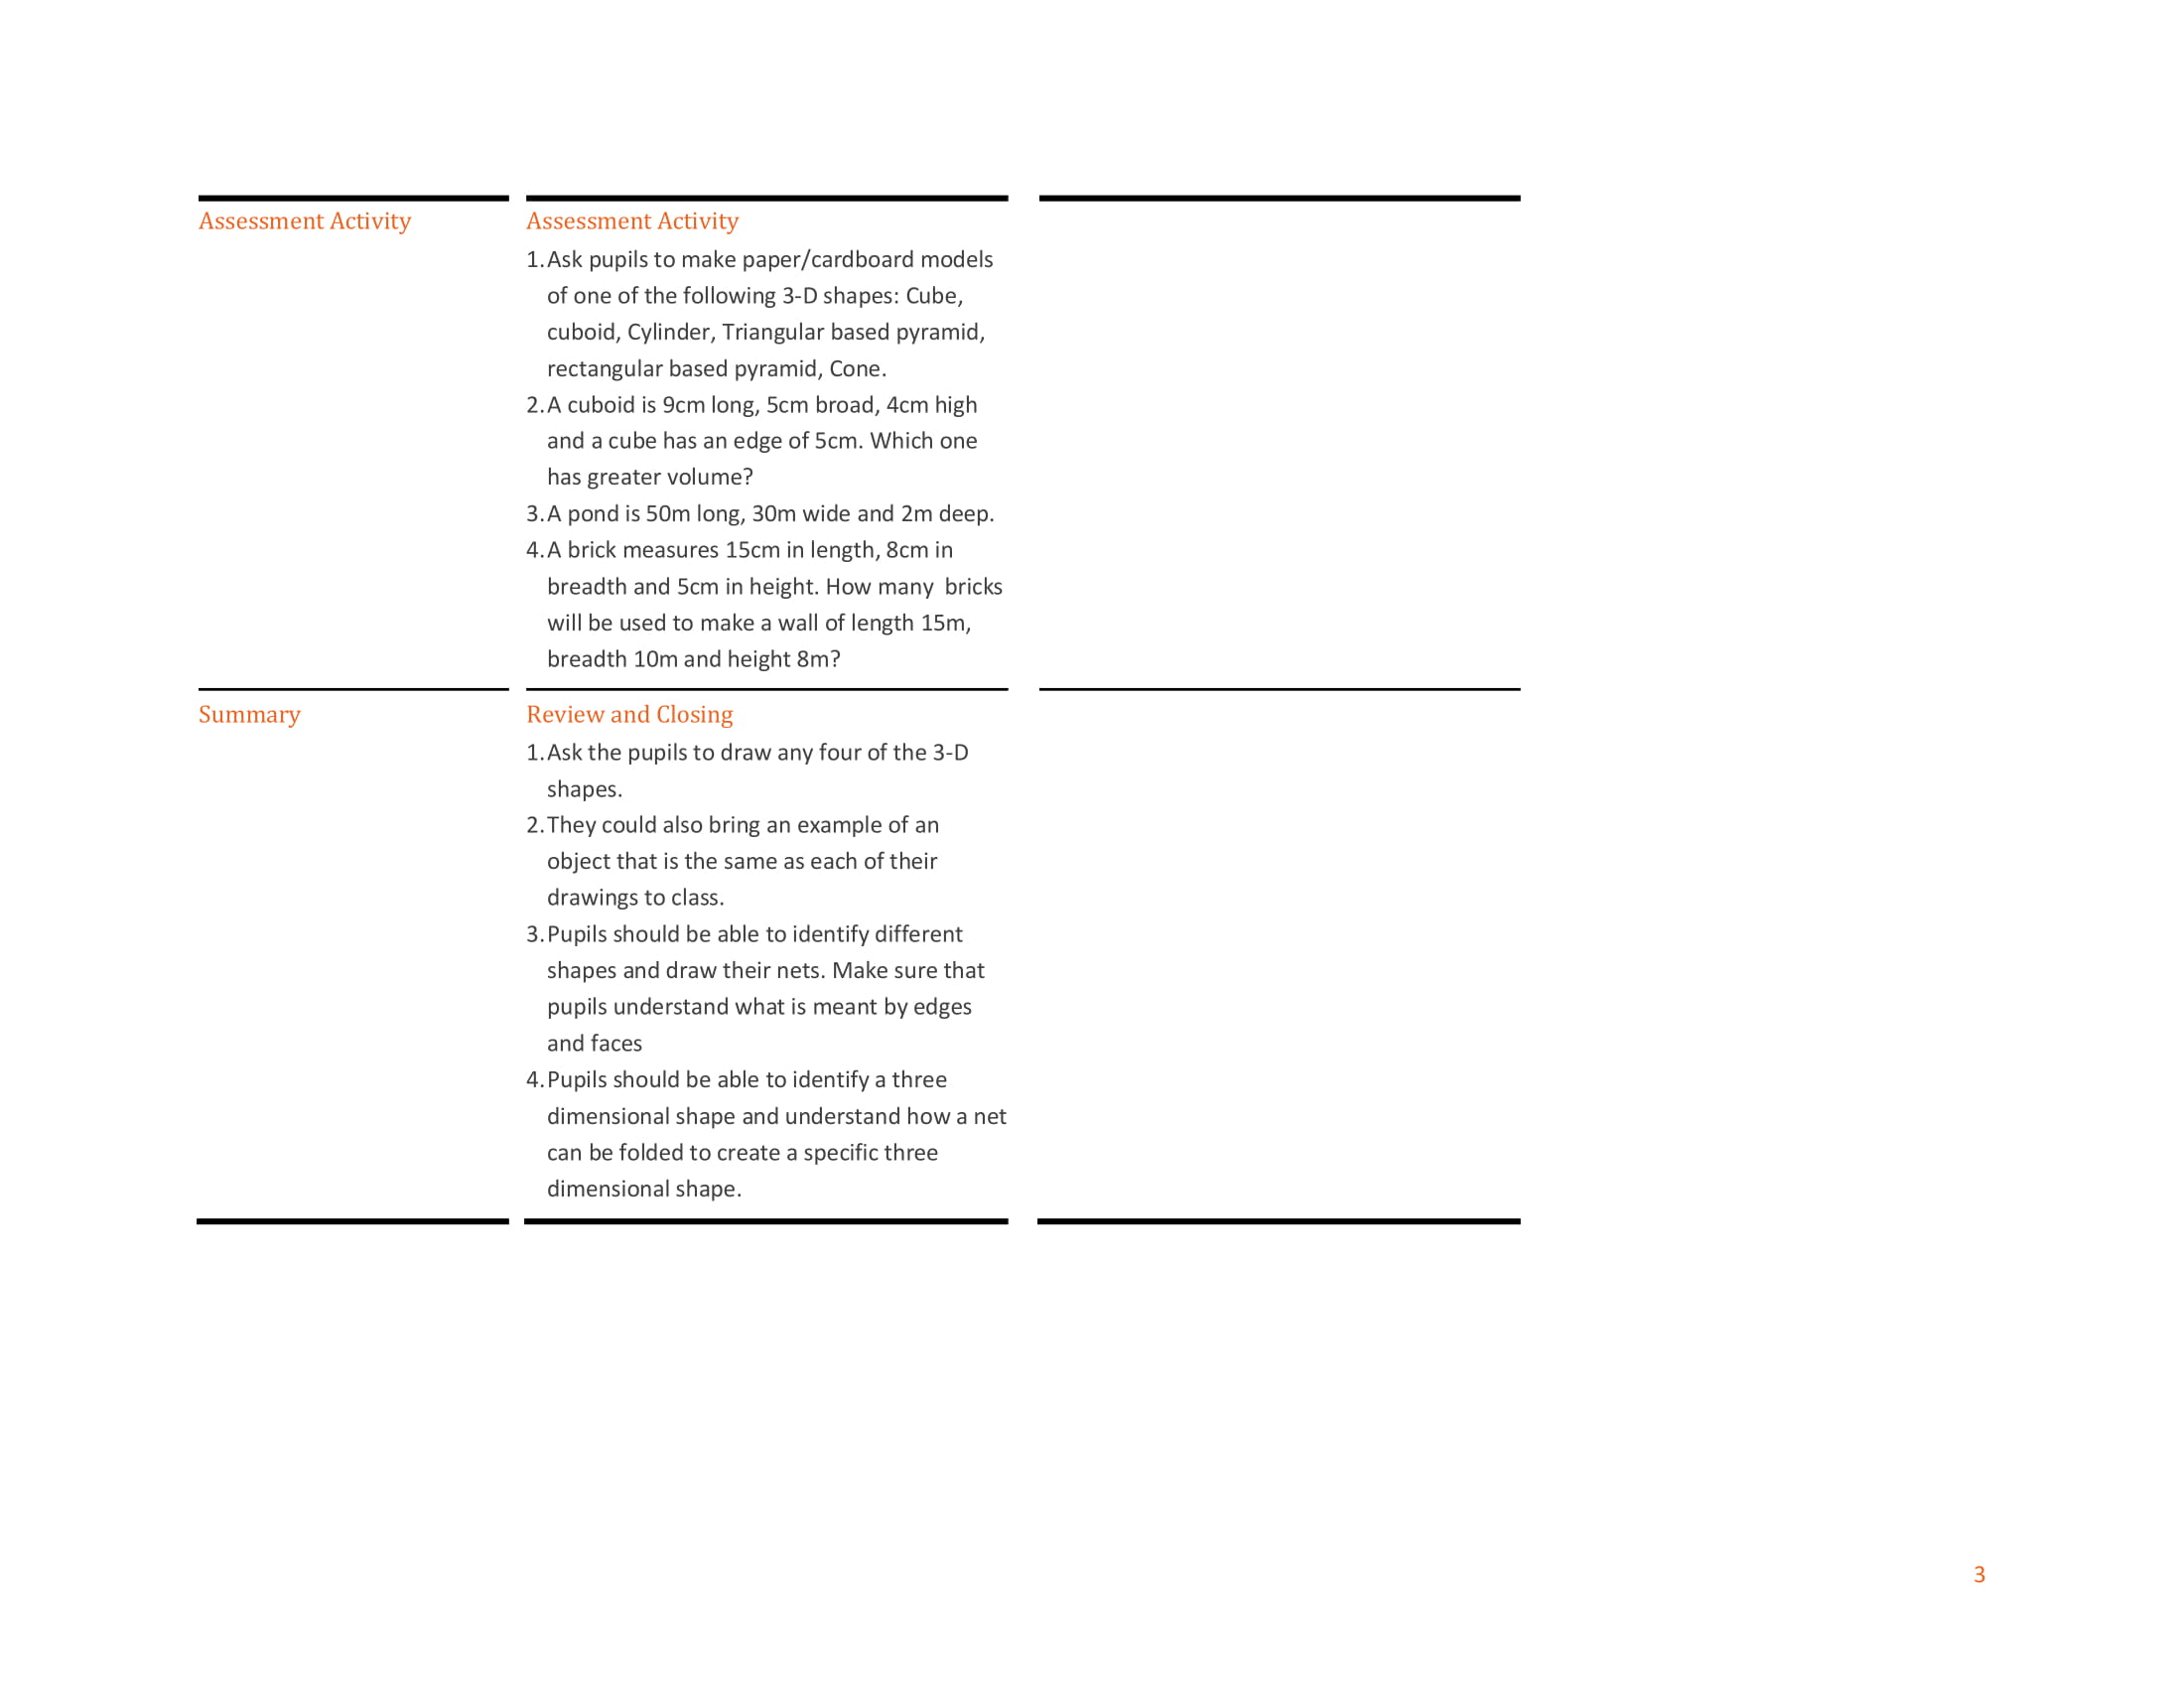 Assessment Activity
Assessment Activity
1. Ask pupils to make paper/cardboard models
of one of the following 3-D shapes: Cube,
cuboid, Cylinder, Triangular based pyramid,
rectangular based pyramid, Cone.
2. A cuboid is 9cm long, 5cm broad, 4cm high
and a cube has an edge of 5cm. Which one
has greater volume?
3. A pond is 50m long, 30m wide and 2m deep.
4. A brick measures 15cm in length, 8cm in
breadth and 5cm in height. How many  bricks
will be used to make a wall of length 15m,
breadth 10m and height 8m?
Summary
Review and Closing
1. Ask the pupils to draw any four of the 3-D
shapes.
2. They could also bring an example of an
object that is the same as each of their
drawings to class.
3. Pupils should be able to identify different
shapes and draw their nets. Make sure that
pupils understand what is meant by edges
and faces
4. Pupils should be able to identify a three
dimensional shape and understand how a net
can be folded to create a specific three
dimensional shape.
3